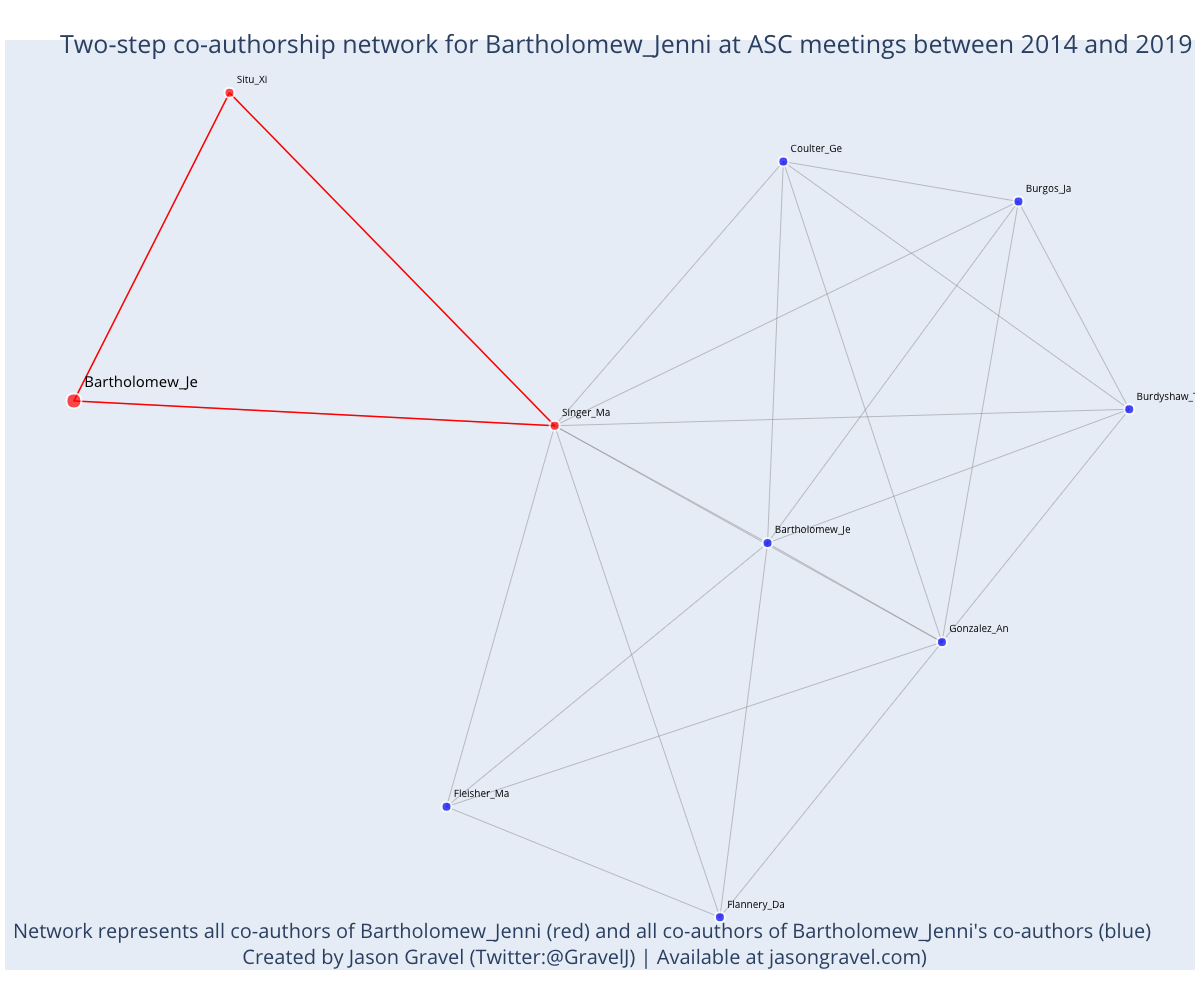 Two-step co-authorship network for Bartholomew_Jenni at ASC meetings between 2014 and 2019
Situ_Xi
Coulter_Ge
Burgos_Ja
Bartholomew_Je
Burdyshaw_
Singer_Ma
Bartholomew_Je
Gonzalez_An
Fleisher_Ma
Flannery_Da
Network represents all co-authors of Bartholomew_Jenni (red) and all co-authors of Bartholomew_Jenni's co-authors (blue)
Created by Jason Gravel (Twitter:@GravelJ) | Available at jasongravel.com)